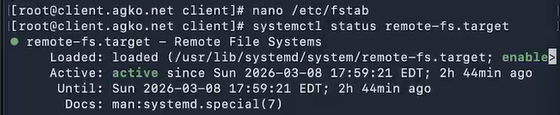 [root@client.agko.net client]# nano /etc/fstab
[root@client.agko.net client]# systemctl status remote-fs.target
● remote-fs.target - Remote File Systems
Loaded: loaded (/usr/lib/systemd/system/remote-fs.target; enable>
Active: active since Sun 2026-03-08 17:59:21 EDT; 2h 44min ago
Until: Sun 2026-03-08 17:59:21 EDT; 2h 44min ago
Docs: man:systemd.special(7)